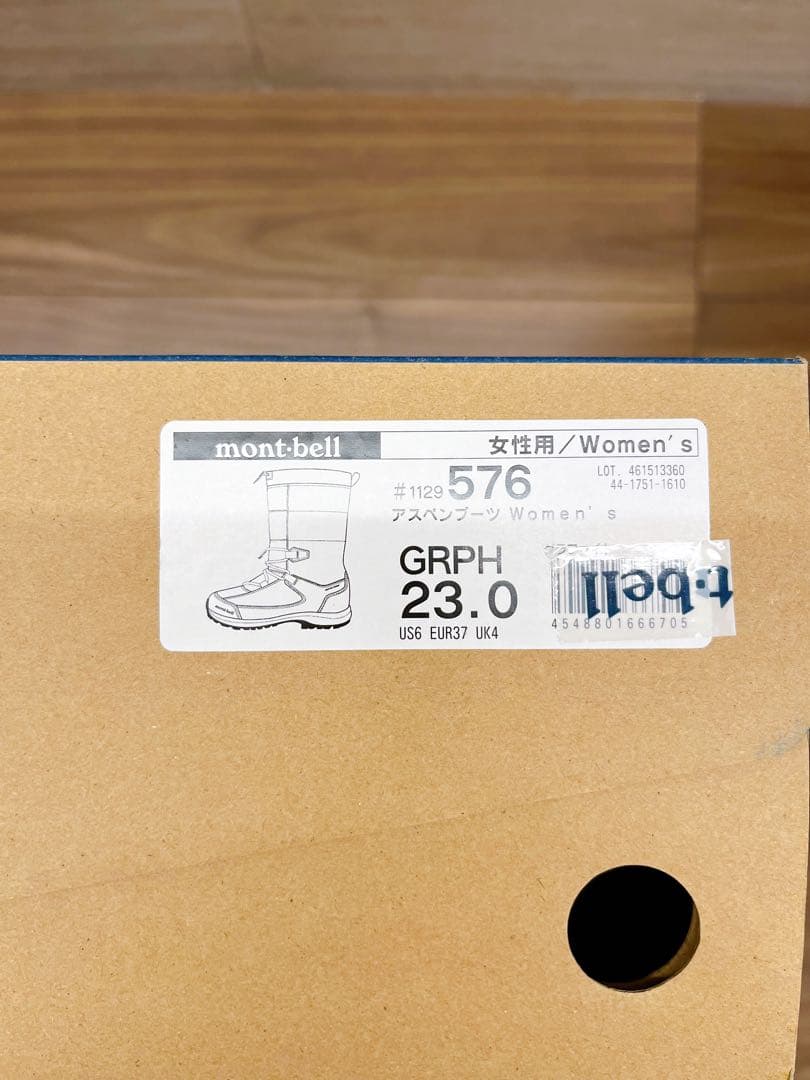 mont·bell
女性用/Women's
#1129 576
LOT. 461513360
44-1751-1610
アスペンブーツ Women's
GRPH
23.0
US6 EUR37 UK4
t·bell
4548801666705